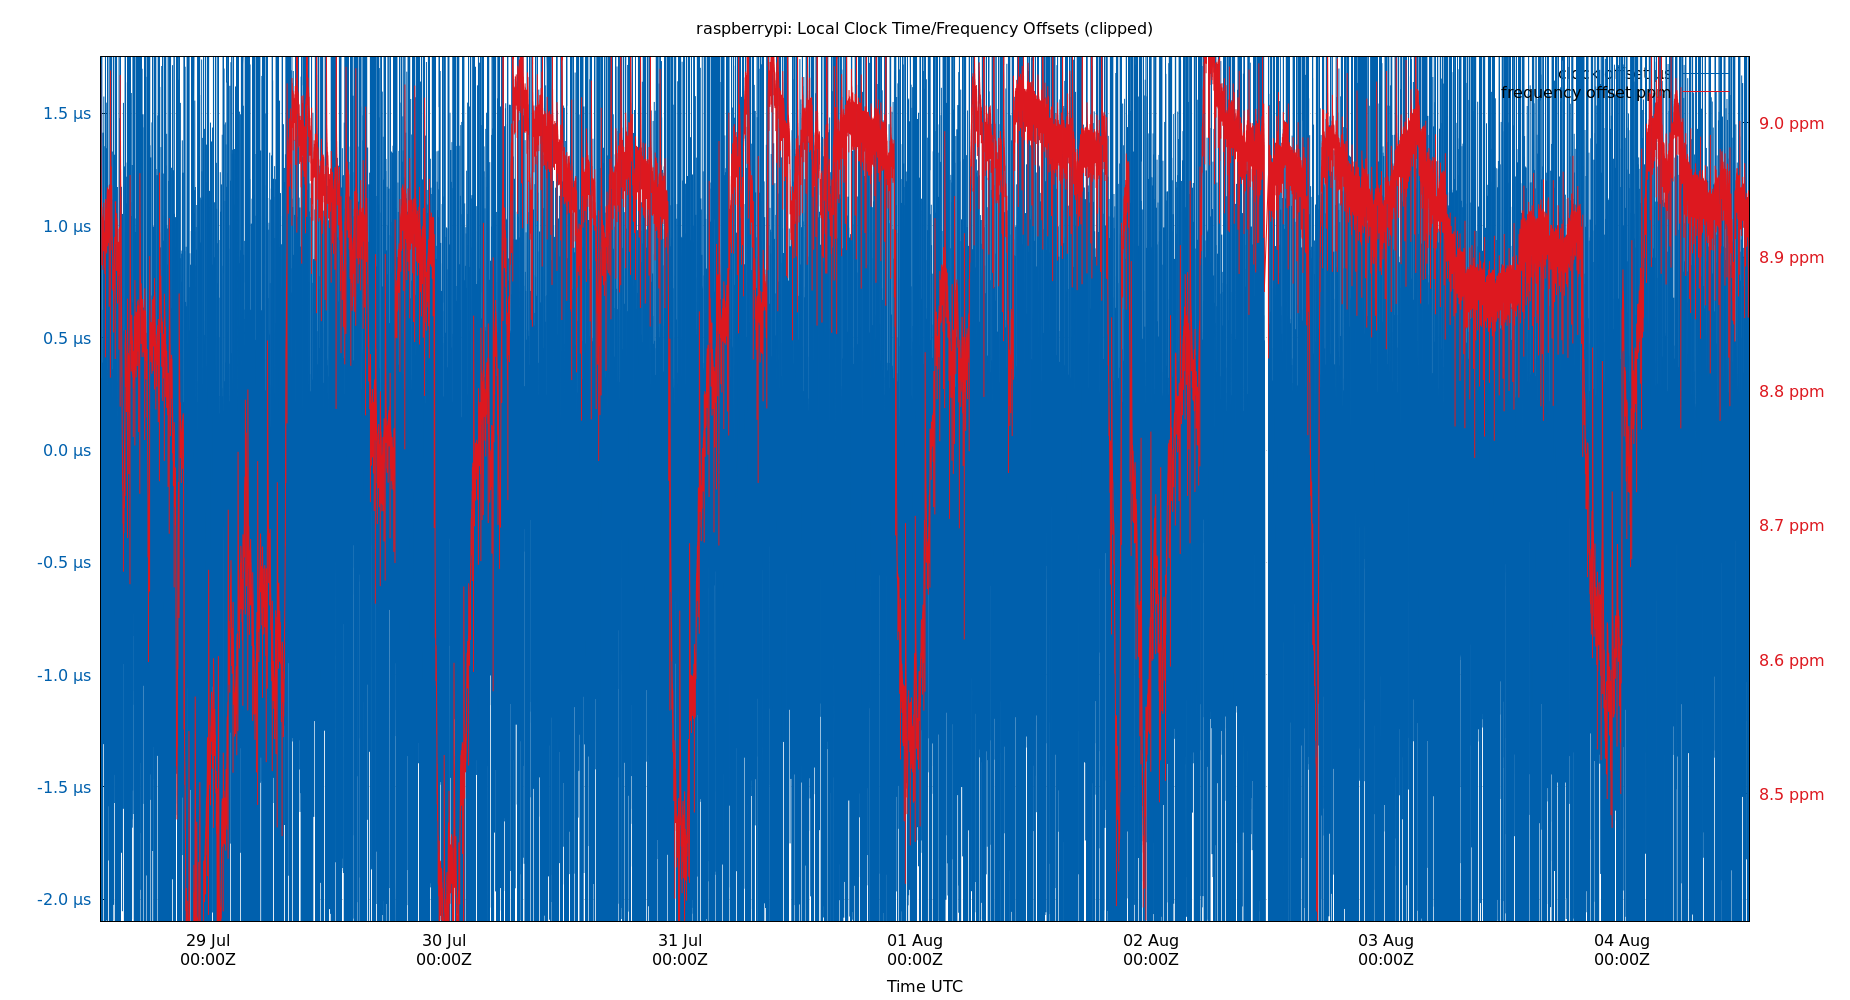 raspberrypi: Local Clock Time/Frequency Offsets (clipped)
clock offset µs
frequency offset ppm
1.5 µs
1.0 µs
0.5 µs
0.0 µs
-0.5 µs
-1.0 µs
-1.5 µs
-2.0 µs
9.0 ppm
8.9 ppm
8.8 ppm
8.7 ppm
8.6 ppm
8.5 ppm
29 Jul 30 Jul 31 Jul 01 Aug 02 Aug 03 Aug 04 Aug
00:00Z 00:00Z 00:00Z 00:00Z 00:00Z 00:00Z 00:00Z
Time UTC